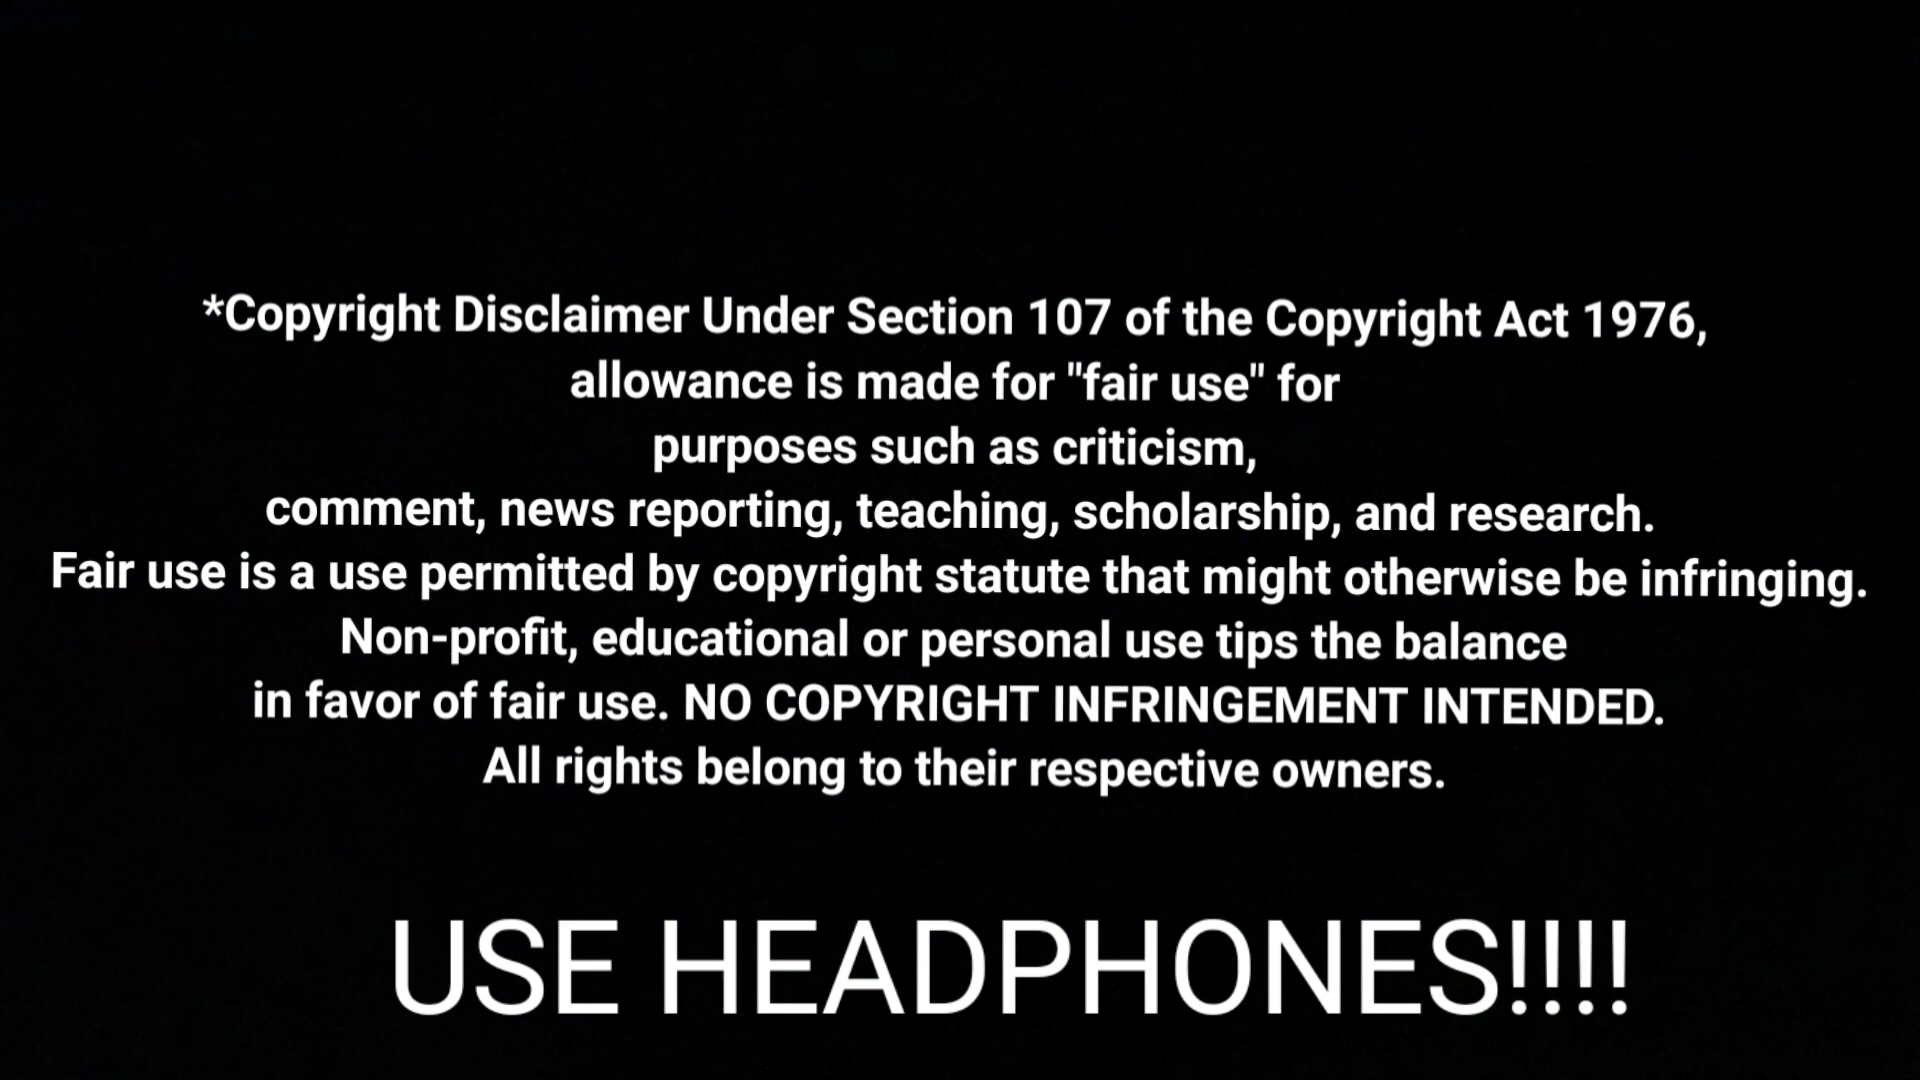 *Copyright Disclaimer Under Section 107 of the Copyright Act 1976,
allowance is made for "fair use" for
purposes such as criticism,
comment, news reporting, teaching, scholarship, and research.
Fair use is a use permitted by copyright statute that might otherwise be infringing.
Non-profit, educational or personal use tips the balance
in favor of fair use. NO COPYRIGHT INFRINGEMENT INTENDED.
All rights belong to their respective owners.
USE HEADPHONES!!!!